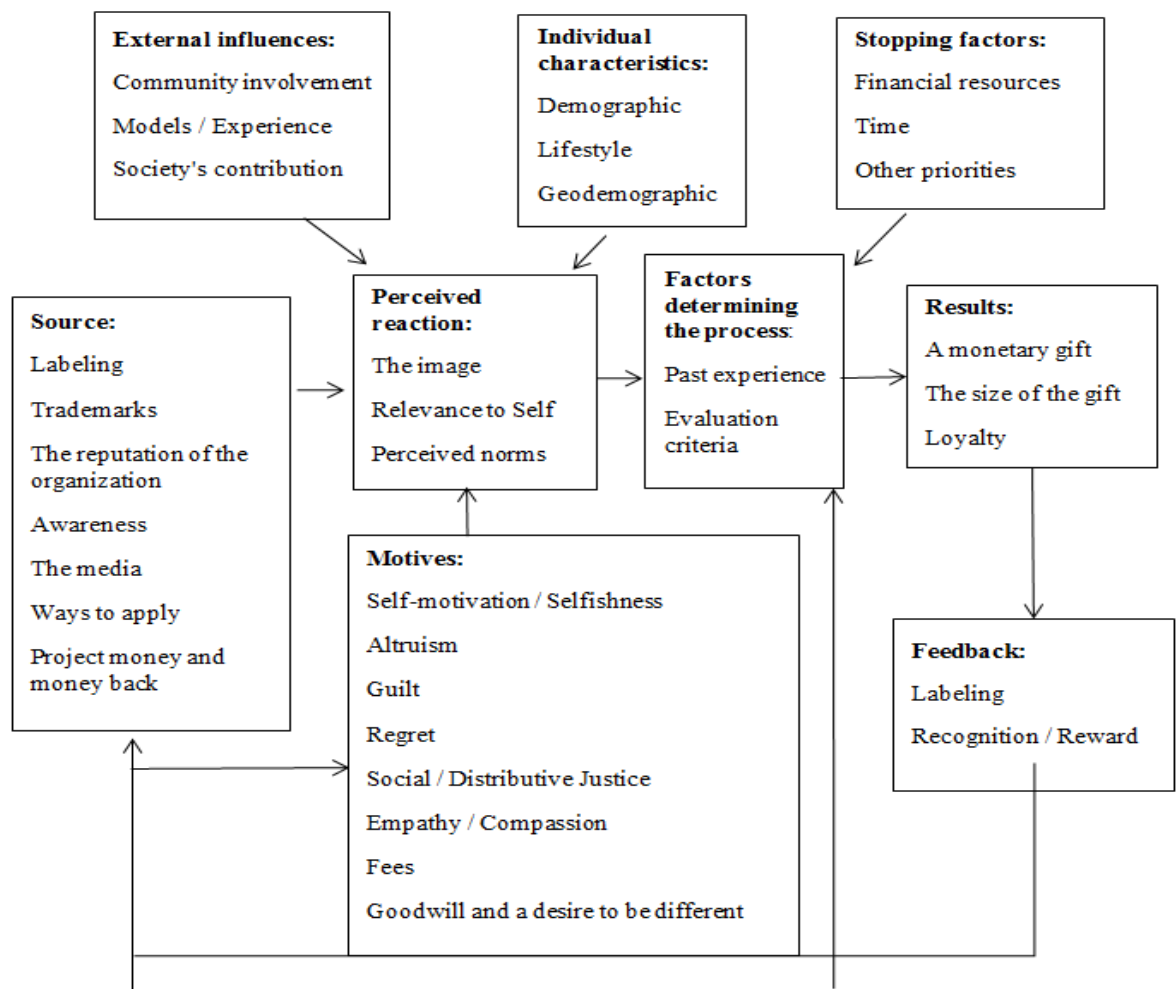 External influences:
Community involvement
Models / Experience
Society's contribution
Individual
characteristics:
Demographic
Lifestyle
Geodemographic
Stopping factors:
Financial resources
Time
Other priorities
Source:
Labeling
Trademarks
The reputation of the
organization
Awareness
The media
Ways to apply
Project money and
money back
Perceived
reaction:
The image
Relevance to Self
Perceived norms
Factors
determining
the process:
Past experience
Evaluation
criteria
Results:
A monetary gift
The size of the gift
Loyalty
Motives:
Self-motivation / Selfishness
Altruism
Guilt
Regret
Social / Distributive Justice
Empathy / Compassion
Fees
Goodwill and a desire to be different
Feedback:
Labeling
Recognition / Reward